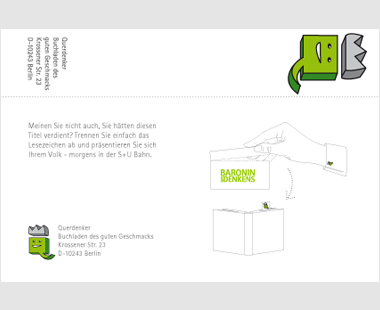 Querdenker
Buchladen des
guten Geschmacks
Krossener Str. 23
D-10243 Berlin
Meinen Sie nicht auch, Sie hätten diesen
Titel verdient? Trennen Sie einfach das
Lesezeichen ab und präsentieren Sie sich
Ihrem Volk – morgens in der S+U Bahn.
BARONIN
IDENKENS
Querdenker
Buchladen des guten Geschmacks
Krossener Str. 23
D-10243 Berlin